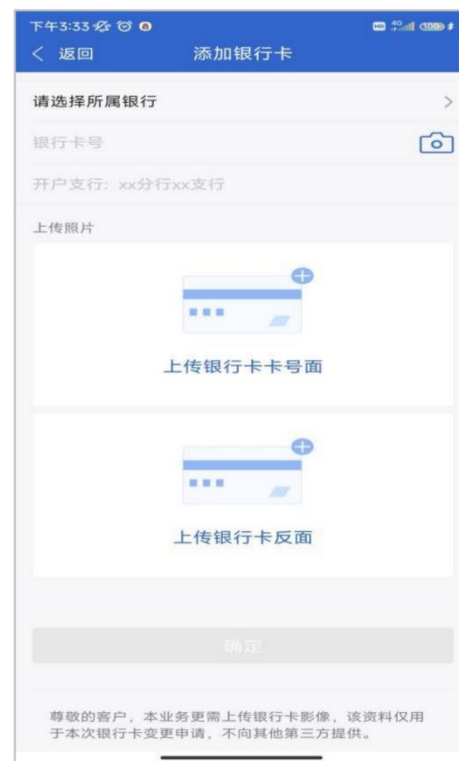 下午3:33
HD 4G 100
返回 添加银行卡
请选择所属银行
银行卡号
开户支行: xx分行xx支行
上传照片
上传银行卡卡号面
上传银行卡反面
确定
尊敬的客户，本业务更需上传银行卡影像，该资料仅用
于本次银行卡变更申请，不向其他第三方提供。